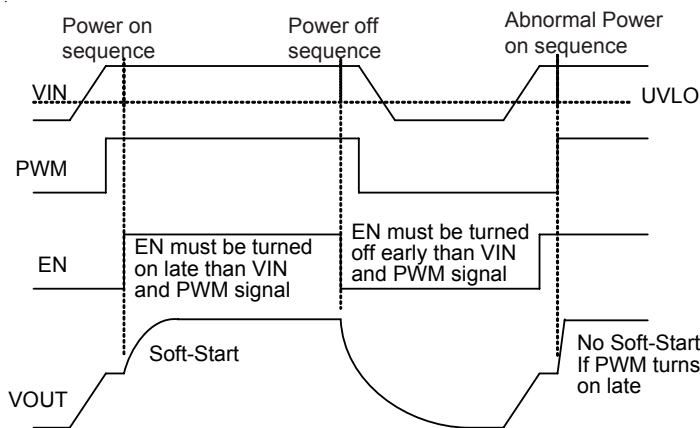 Power on
sequence
Power off
sequence
Abnormal Power
on sequence
VIN
UVLO
PWM
EN
EN must be turned
on late than VIN
and PWM signal
EN must be turned
off early than VIN
and PWM signal
Soft-Start
No Soft-Start
If PWM turns
on late
VOUT